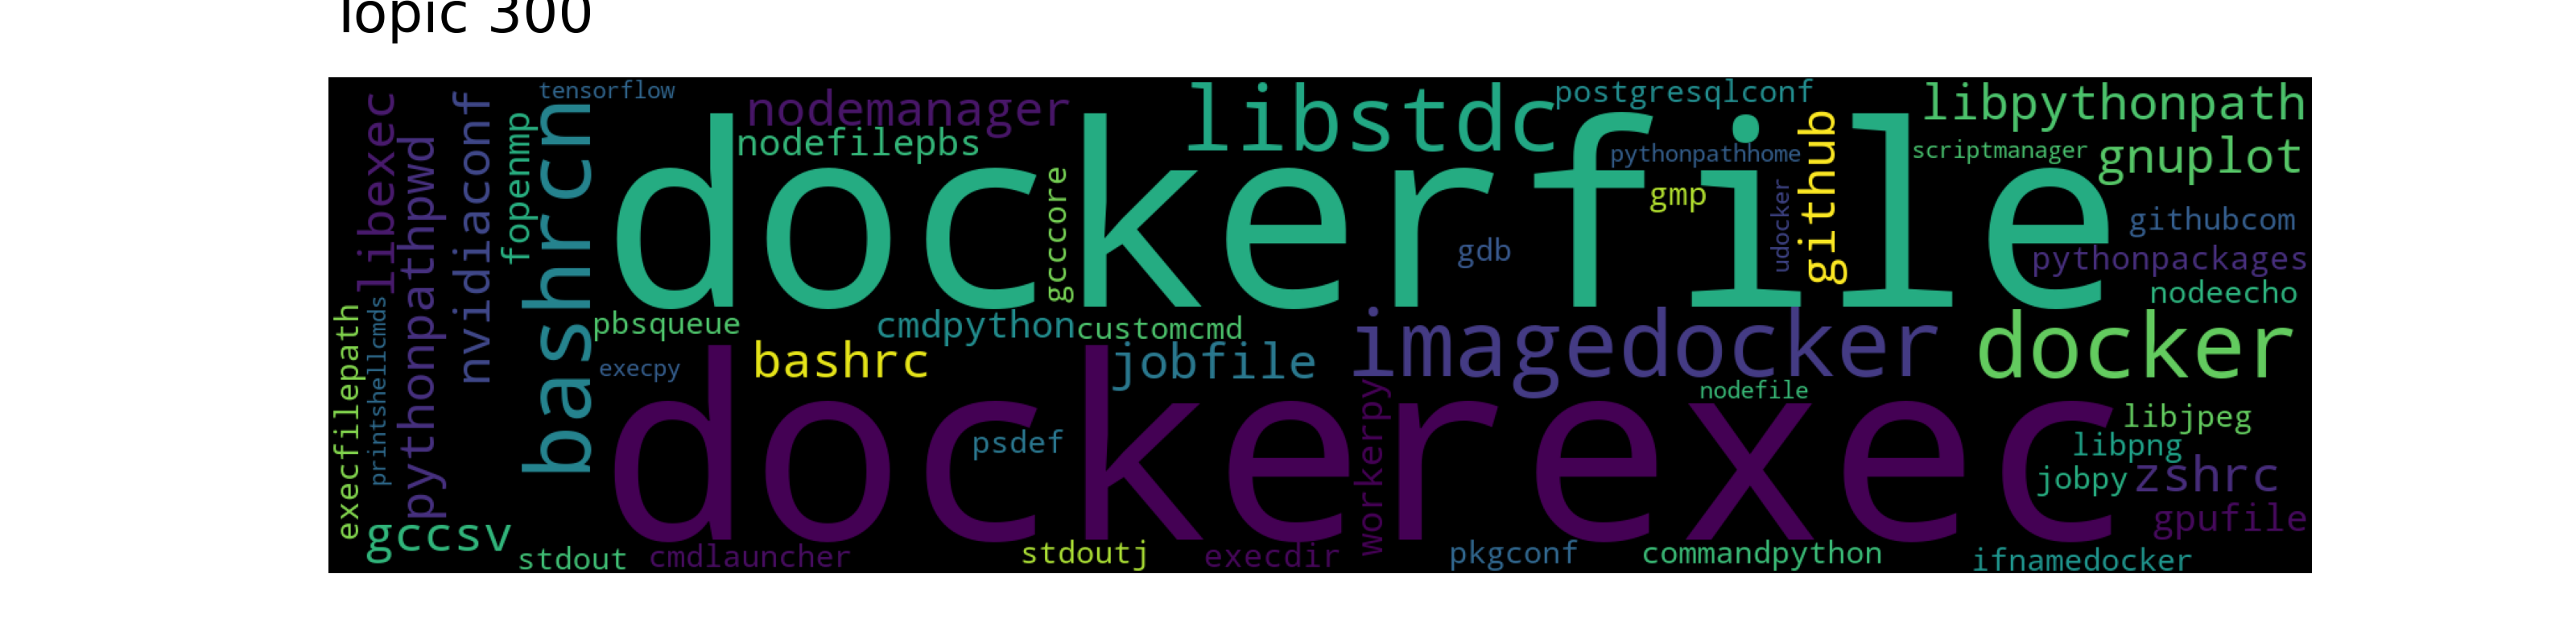 Topic 300
tensorflow
nodemanager
libstdc
postgresqlconf
libpythonpath
libexec
pythonpathpwd
nvidiaconf
fopenmp
bashrcn
nodefilepbs
dockerfile
gcccore
pythonpathhome
gmp
udocker
github
scriptmanager
gnuplot
gdb
githubcom
pythonpackages
nodeecho
execfilepath
printshellcmds
pbsqueue
cmdpython
customcmd
imagedocker
docker
execpy
bashrc
jobfile
nodefile
dockerexec
psdef
workerpy
libjpeg
libpng
jobpy
zshrc
gpufile
gccsv
stdout
cmdlauncher
stdoutj
execdir
pkgconf
commandpython
ifnamedocker